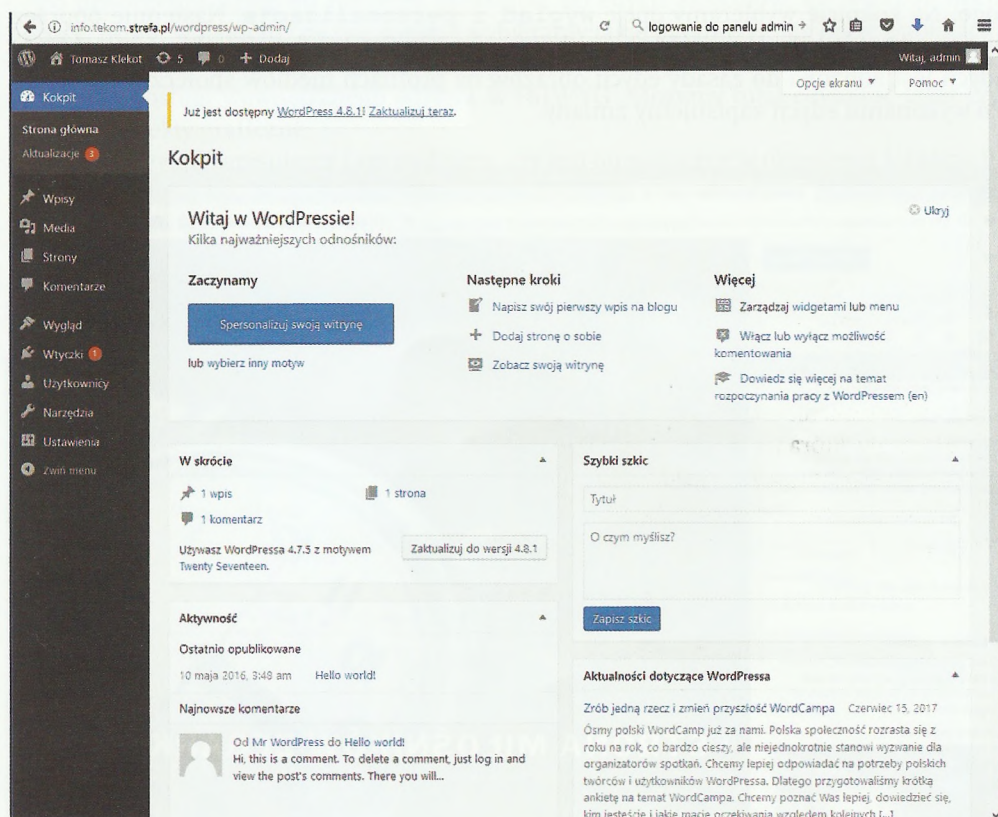 info.tekom.strefa.pl/wordpress/wp-admin/
logowanie do panelu admin
Tomasz Klekot 5 0 + Dodaj
Witaj, admin
Kokpit
Strona główna
Aktualizacje 3
Wpisy
Media
Strony
Komentarze
Wygląd
Wtyczki 1
Użytkownicy
Narzędzia
Ustawienia
Zwiń menu
Opcje ekranu
Pomoc
Już jest dostępny WordPress 4.8.1! Zaktualizuj teraz.
Kokpit
Witaj w WordPressie!
Ukryj
Kilka najważniejszych odnośników:
Zaczynamy
Spersonalizuj swoją witrynę
lub wybierz inny motyw
Następne kroki
Napisz swój pierwszy wpis na blogu
Dodaj stronę o sobie
Zobacz swoją witrynę
Więcej
Zarządzaj widgetami lub menu
Włącz lub wyłącz możliwość
komentowania
Dowiedz się więcej na temat
rozpoczynania pracy z WordPressem (en)
W skrócie
1 wpis
1 strona
1 komentarz
Używasz WordPressa 4.7.5 z motywem
Twenty Seventeen.
Zaktualizuj do wersji 4.8.1
Aktywność
Ostatnio opublikowane
10 maja 2016, 3:48 am Hello world!
Najnowsze komentarze
Od Mr WordPress do Hello world!
Hi, this is a comment. To delete a comment, just log in and
view the post's comments. There you will...
Szybki szkic
Tytuł
O czym myślisz?
Zapisz szkic
Aktualności dotyczące WordPressa
Zrób jedną rzecz i zmień przyszłość WordCampa Czerwiec 15, 2017
Ósmy polski WordCamp już za nami. Polska społeczność rozrasta się z
roku na rok, co bardzo cieszy, ale niejednokrotnie stanowi wyzwanie dla
organizatorów spotkań. Chcemy lepiej odpowiadać na potrzeby polskich
twórców i użytkowników WordPressa. Dlatego przygotowaliśmy krótką
ankietę na temat WordCampa. Chcemy poznać Was lepiej, dowiedzieć się,
kim jesteście i jakie macie oczekiwania względem kolejnych [...]